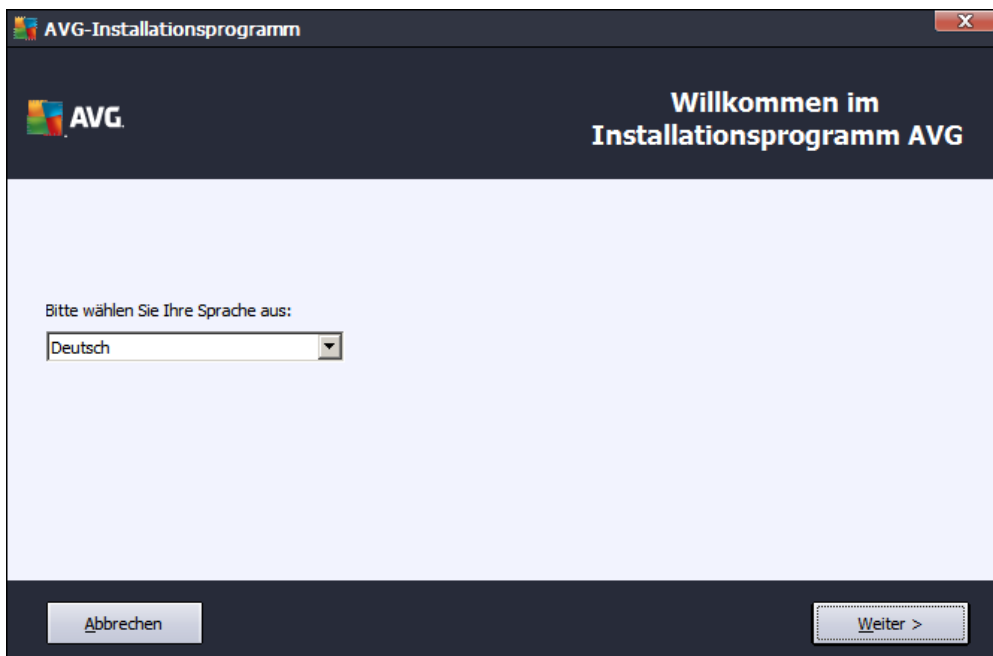 AVG-Installationsprogramm
X
AVG.
Willkommen im
Installationsprogramm AVG
Bitte wählen Sie Ihre Sprache aus:
Deutsch
Abbrechen
Weiter >